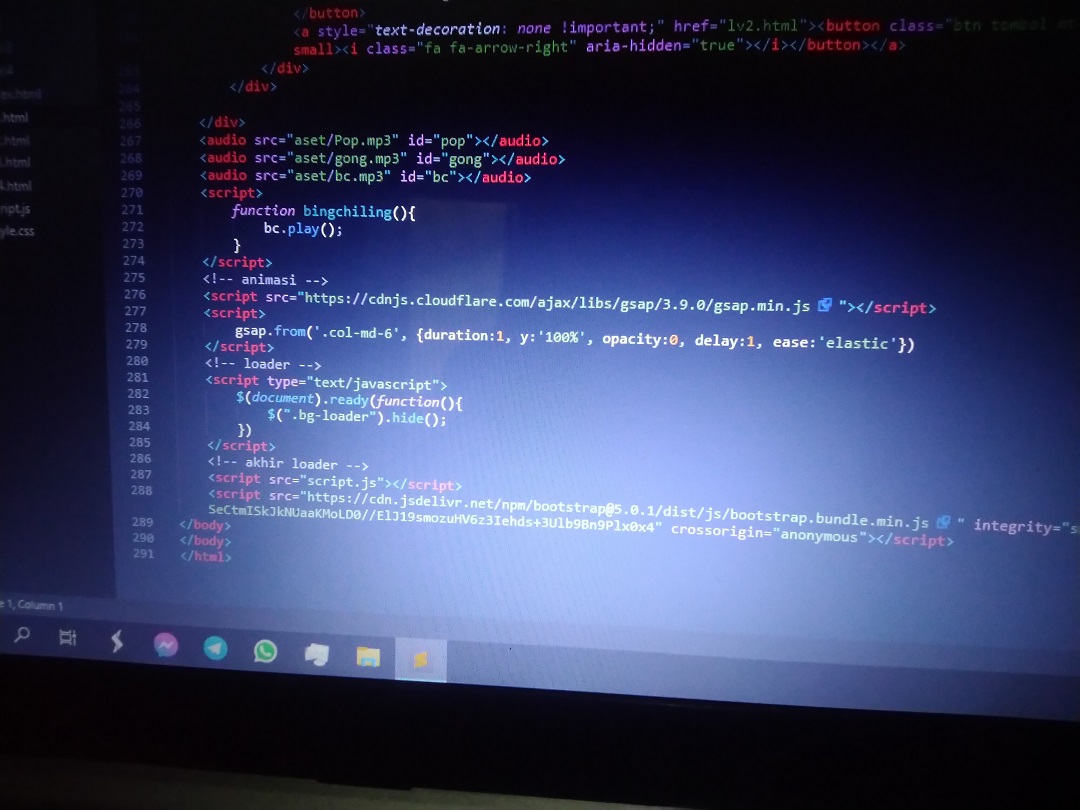 </button>
<a style="text-decoration: none !important;" href="lv2.html"><button class="btn tombol
small><i class="fa fa-arrow-right" aria-hidden="true"></i></button></a>
</div>
</div>
265
266 </div>
267 <audio src="aset/Pop.mp3" id="pop"></audio>
268 <audio src="aset/gong.mp3" id="gong"></audio>
269 <audio src="aset/bc.mp3" id="bc"></audio>
270 <script>
271 function bingchiling(){
272 bc.play();
273 }
274 </script>
275 <!-- animasi -->
276 <script src="https://cdnjs.cloudflare.com/ajax/libs/gsap/3.9.0/gsap.min.js "></script>
277 <script>
278 gsap.from('.col-md-6', {duration:1, y:'100%', opacity:0, delay:1, ease:'elastic'})
279 </script>
280 <!-- loader -->
281 <script type="text/javascript">
282 $(document).ready(function(){
283 $(".bg-loader").hide();
284 })
285 </script>
286 <!-- akhir loader -->
287 <script src="script.js"></script>
288 <script src="https://cdn.jsdelivr.net/npm/bootstrap@5.0.1/dist/js/bootstrap.bundle.min.js " integrity="s
SeCtmISkJkNUaaKMoLD0//ElJ19smozuHV6z3Iehds+3Ulb9Bn9Plx0x4" crossorigin="anonymous"></script>
289 </body>
290 </body>
291 </html>
.html
.html
.html
.html
ript.js
yle.css
e 1, Column 1